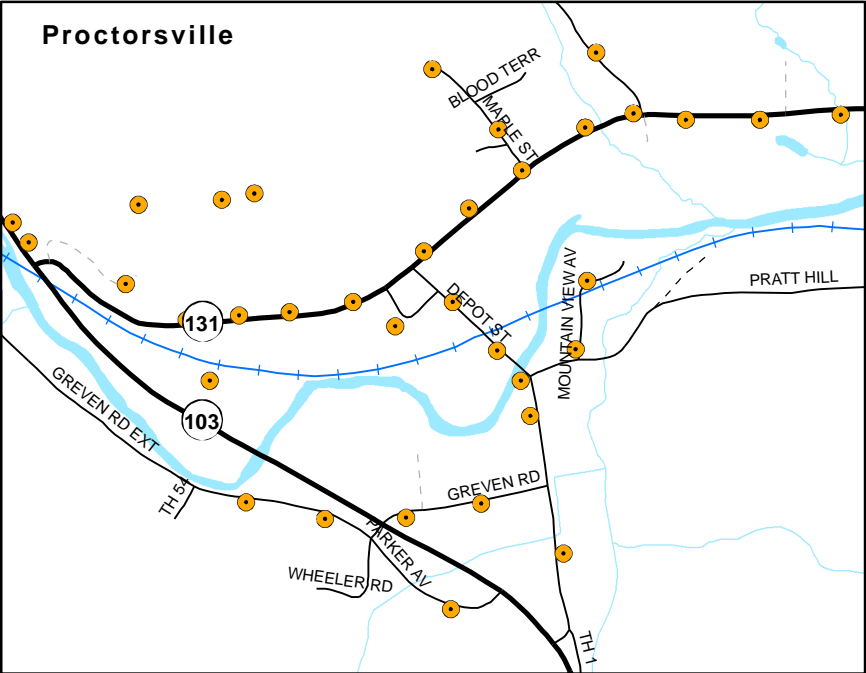 Proctorsville
BLOOD TERR
MAPLE ST
MOUNTAIN VIEW AV
PRATT HILL
DEPOT ST
131
GREVEN RD EXT
103
TH 54
GREVEN RD
PARKER AV
WHEELER RD
TH 1